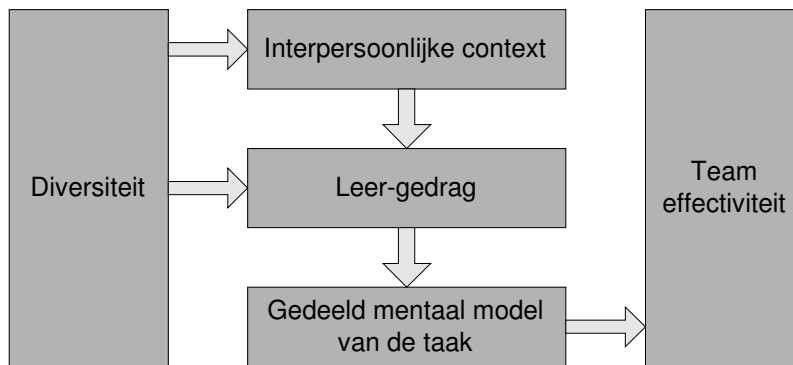 Interpersoonlijke context
Diversiteit
Leer-gedrag
Team
effectiviteit
Gedeeld mentaal model
van de taak